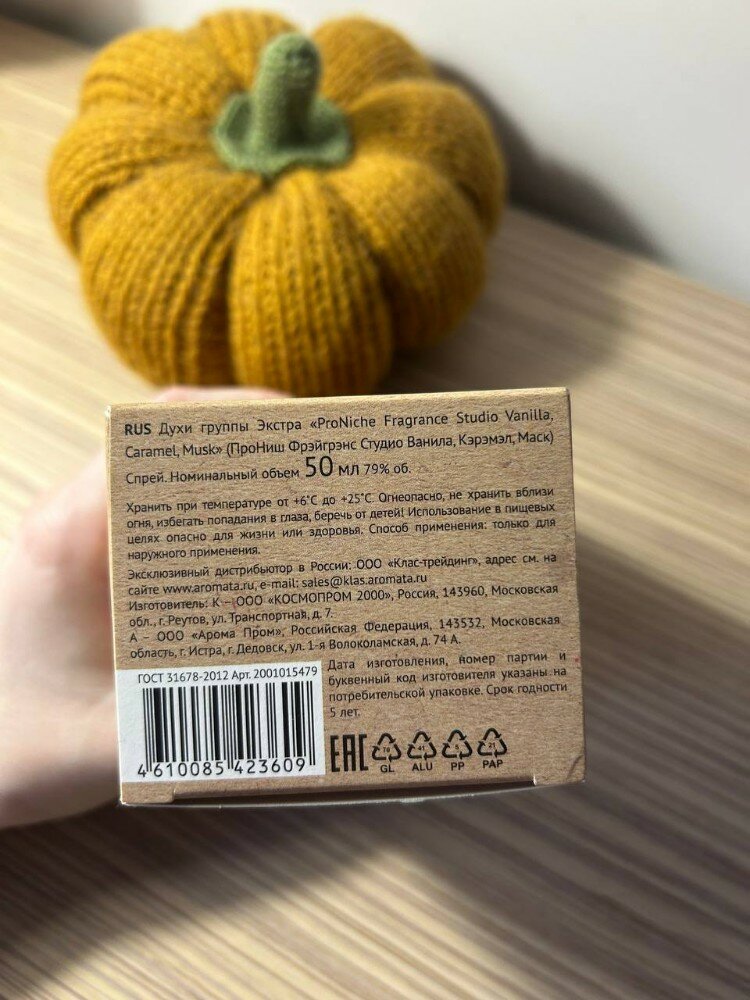 RUS Духи группы Экстра «ProNiche Fragrance Studio Vanilla,
Caramel, Musk» (ПроНиш Фрэйгрэнс Студио Ванила, Кэрэмэл, Маск)
Спрей. Номинальный объем 50 мл 79% об.
Хранить при температуре от +6°С до +25°С. Огнеопасно, не хранить вблизи
огня, избегать попадания в глаза, беречь от детей! Использование в пищевых
целях опасно для жизни или здоровья. Способ применения: только для
наружного применения.
Эксклюзивный дистрибьютор в России: ООО «Клас-трейдинг», адрес см. на
сайте www.aromata.ru, e-mail: sales@klas.aromata.ru
Изготовитель: К – ООО «КОСМОПРОМ 2000», Россия, 143960, Московская
обл., г. Реутов, ул. Транспортная, д. 7.
А – ООО «Арома Пром», Российская Федерация, 143532, Московская
область, г. Истра, г. Дедовск, ул. 1-я Волоколамская, д. 74 А.
ГОСТ 31678-2012 Арт. 2001015479
4 610085 423609
Дата изготовления, номер партии и
буквенный код изготовителя указаны на
потребительской упаковке. Срок годности
5 лет.
EAC
70 41 5 21
GL ALU PP PAP